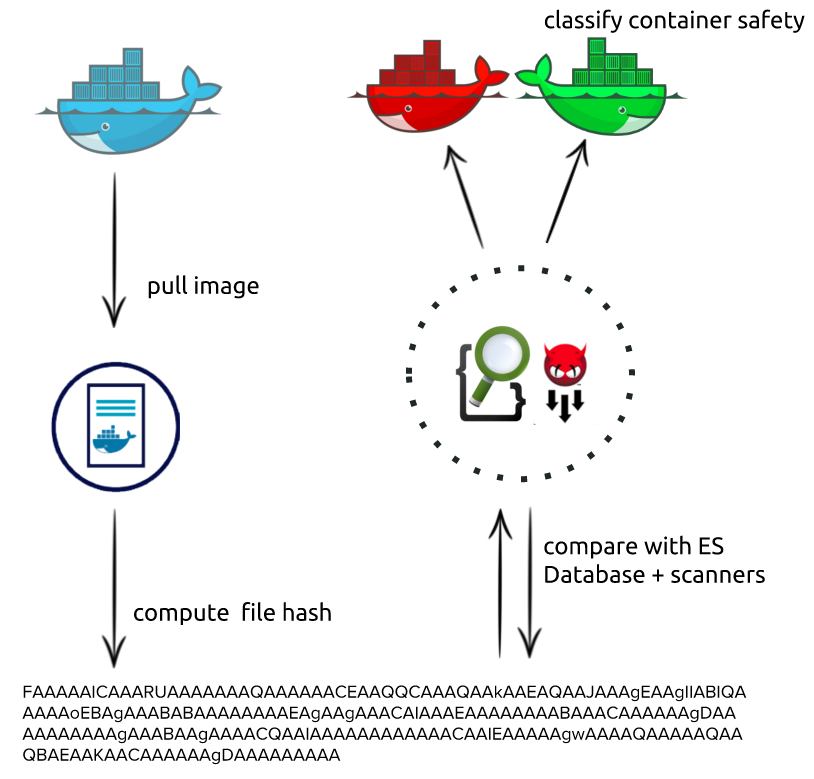 classify container safety
pull image
compute file hash
compare with ES
Database + scanners
FAAAAAICAAARUAAAAAAAQAAAAAACEAAQQCAAAQAAkAAEAQAAJAAAgEAAgIIABIQA
AAAAoEBAgAAABABAAAAAAAAEAgAAgAAACAIAAAEAAAAAAAABAAACAAAAAAgDAA
AAAAAAAAgAAABAAgAAAACQAAIAAAAAAAAAAAACAAIEAAAAAgwAAAAQAAAAAQAA
QBAEAAKAACAAAAAAgDAAAAAAAAA